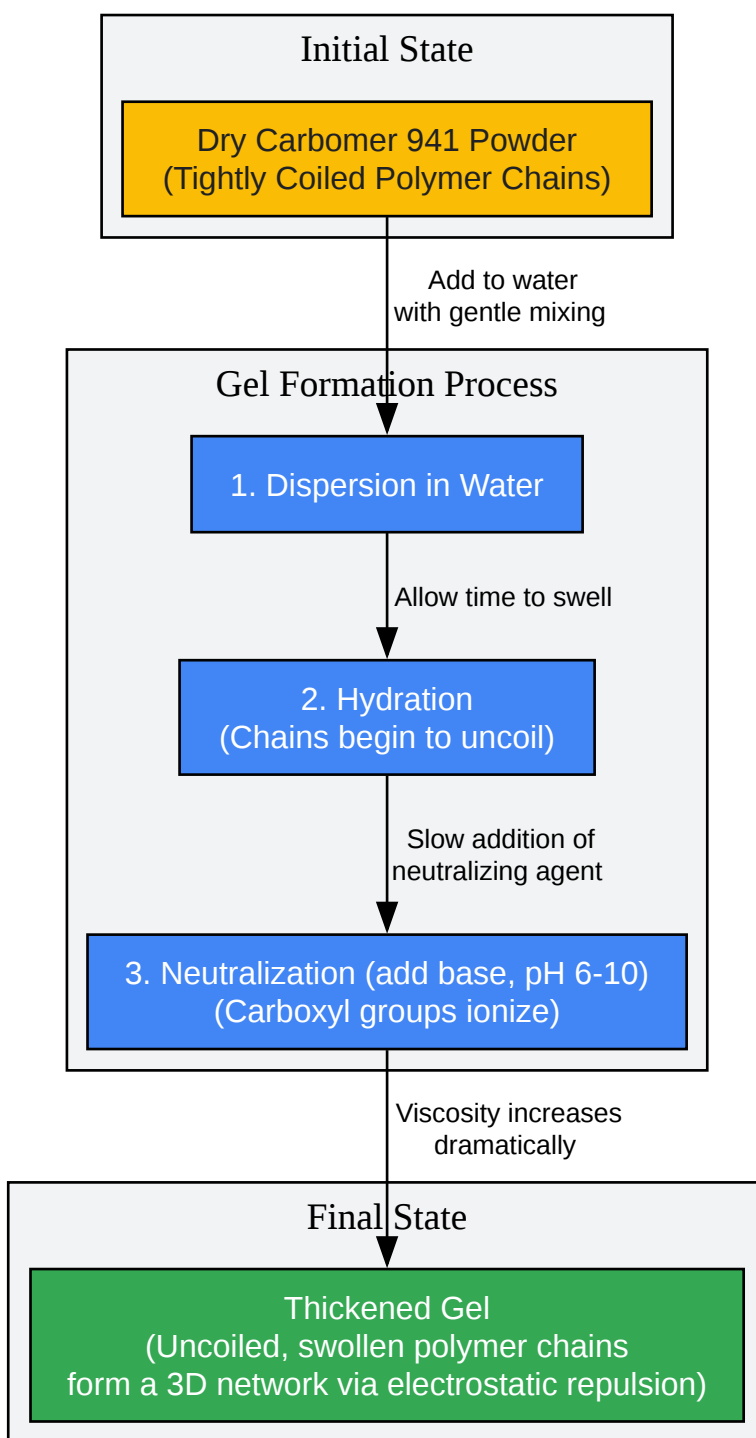 Initial State
Dry Carbomer 941 Powder
(Tightly Coiled Polymer Chains)
Add to water
with gentle mixing
Gel Formation Process
1. Dispersion in Water
Allow time to swell
2. Hydration
(Chains begin to uncoil)
Slow addition of
neutralizing agent
3. Neutralization (add base, pH 6-10)
(Carboxyl groups ionize)
Viscosity increases
dramatically
Final State
Thickened Gel
(Uncoiled, swollen polymer chains
form a 3D network via electrostatic repulsion)